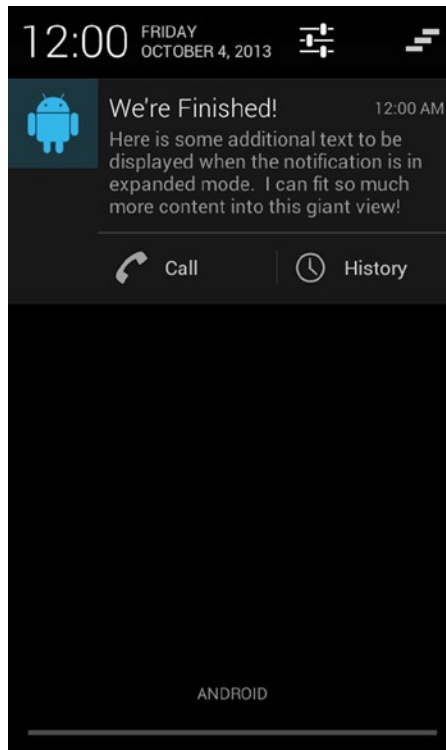 12:00
FRIDAY
OCTOBER 4, 2013
We're Finished!
12:00 AM
Here is some additional text to be
displayed when the notification is in
expanded mode.  I can fit so much
more content into this giant view!
Call
History
ANDROID